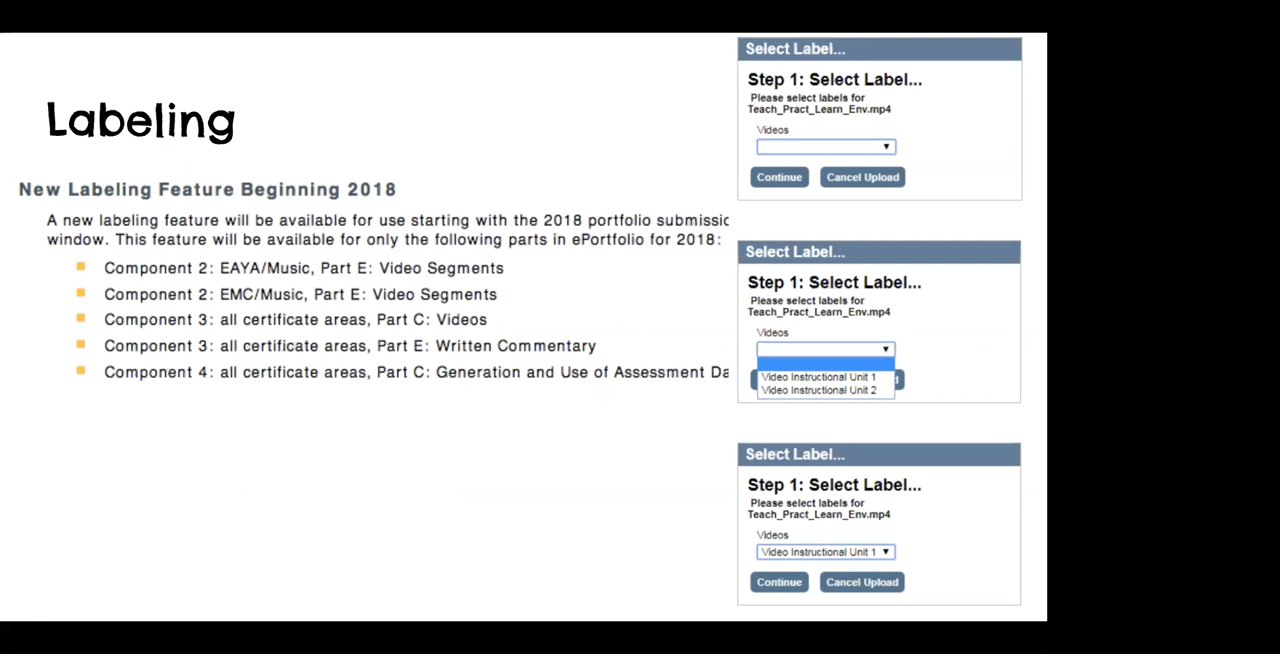 Labeling
New Labeling Feature Beginning 2018
A new labeling feature will be available for use starting with the 2018 portfolio
window. This feature will be available for only the following parts in ePortfolio for 2018:
Component 2: EAYA/Music, Part E: Video Segments
Component 2: EMC/Music, Part E: Video Segments
Component 3: all certificate areas, Part C: Videos
Component 3: all certificate areas, Part E: Written Commentary
Component 4: all certificate areas, Part C: Generation and Use of Assessment
Select Label...
Step 1: Select Label...
Please select labels for
Teach_Pract_Learn_Env.mp4
Videos
Continue Cancel Upload
Select Label...
Step 1: Select Label...
Please select labels for
Teach_Pract_Learn_Env.mp4
Videos
Video Instructional Unit 1
Video Instructional Unit 2
Select Label...
Step 1: Select Label...
Please select labels for
Teach_Pract_Learn_Env.mp4
Videos
Video Instructional Unit 1
Continue Cancel Upload